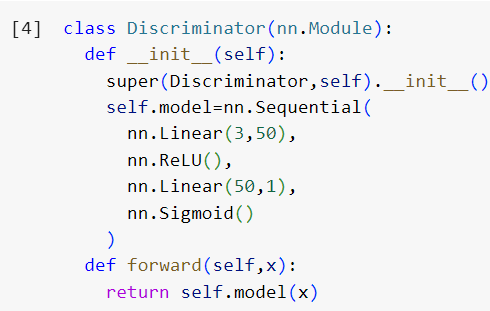 [4] class Discriminator(nn.Module):
def __init__(self):
super(Discriminator,self).__init__()
self.model=nn.Sequential(
nn.Linear(3,50),
nn.ReLU(),
nn.Linear(50,1),
nn.Sigmoid()
)
def forward(self,x):
return self.model(x)